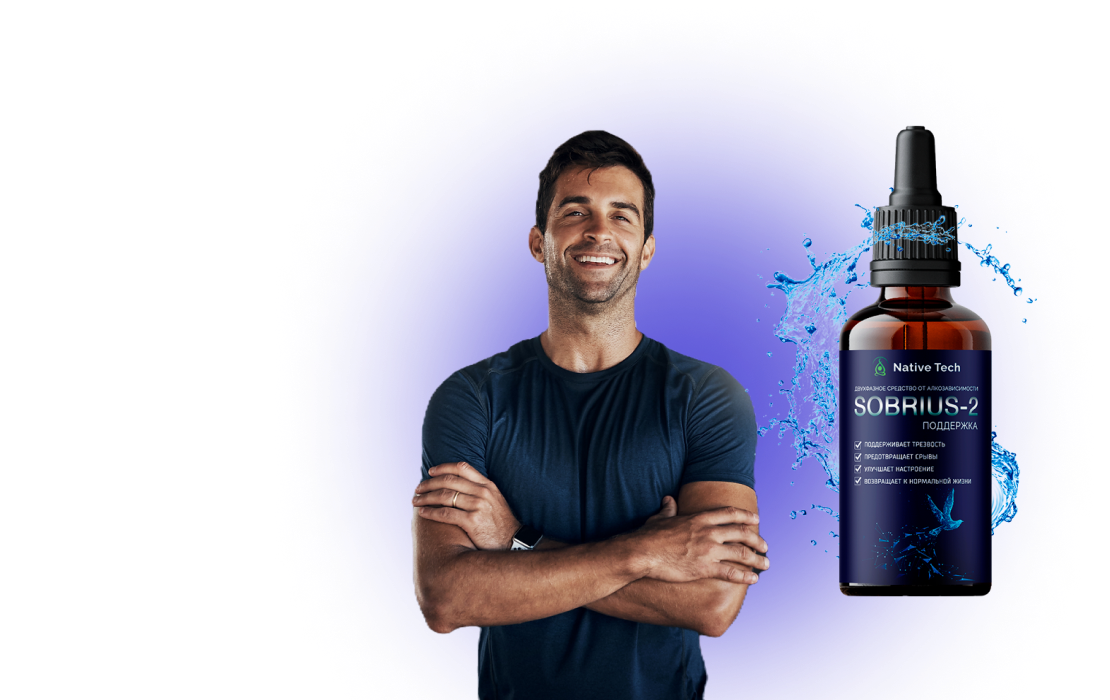 Native Tech
ДВУХФАЗНОЕ СРЕДСТВО ОТ АЛКОЗАВИСИМОСТИ
SOBRIUS-2
ПОДДЕРЖКА
ПОДДЕРЖИВАЕТ ТРЕЗВОСТЬ
ПРЕДОТВРАЩАЕТ СРЫВЫ
УЛУЧШАЕТ НАСТРОЕНИЕ
ВОЗВРАЩАЕТ К НОРМАЛЬНОЙ ЖИЗНИ